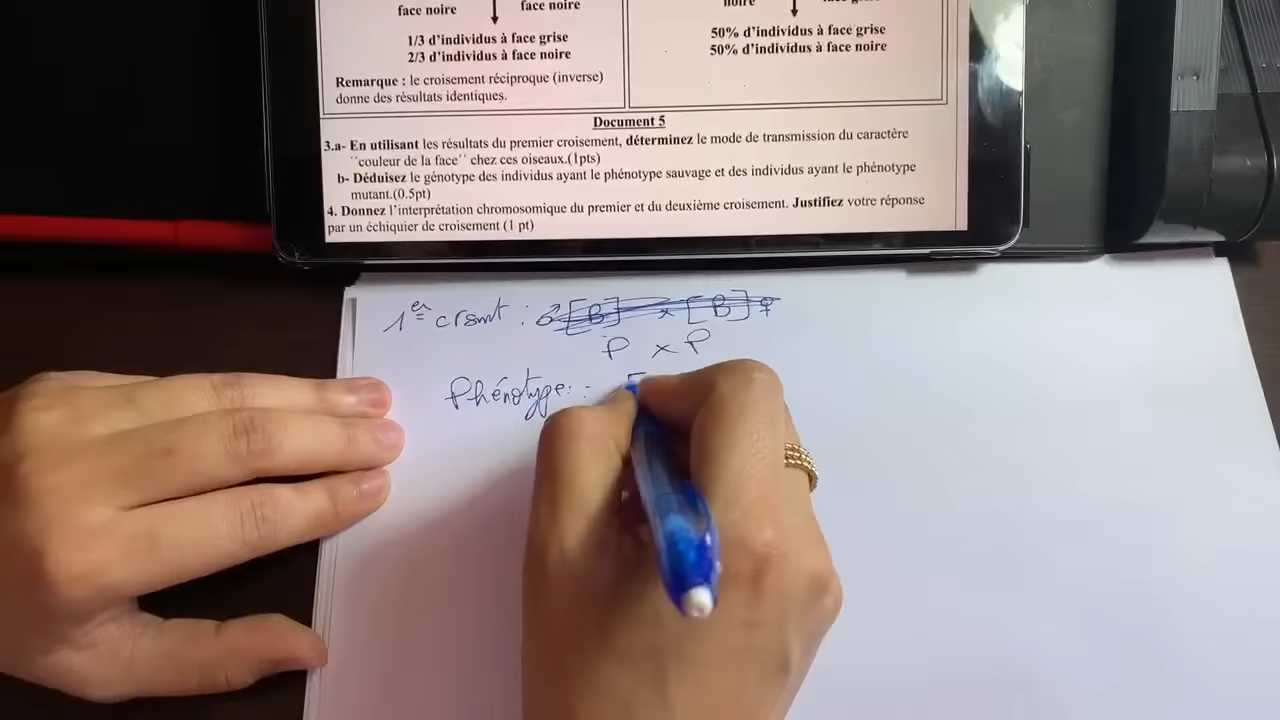 face noire
face noire
1/3 d'individus à face grise
2/3 d'individus à face noire
Remarque : le croisement réciproque (inverse)
donne des résultats identiques.
noire
50% d'individus à face grise
50% d'individus à face noire
Document 5
3.a- En utilisant les résultats du premier croisement, déterminez le mode de transmission du caractère
''couleur de la face'' chez ces oiseaux.(1pts)
b- Déduisez le génotype des individus ayant le phénotype sauvage et des individus ayant le phénotype
mutant.(0.5pt)
4. Donnez l'interprétation chromosomique du premier et du deuxième croisement. Justifiez votre réponse
par un échiquier de croisement (1 pt)
1er crsmt : ♂[B] x [B]♀
P x P
Phénotype: :